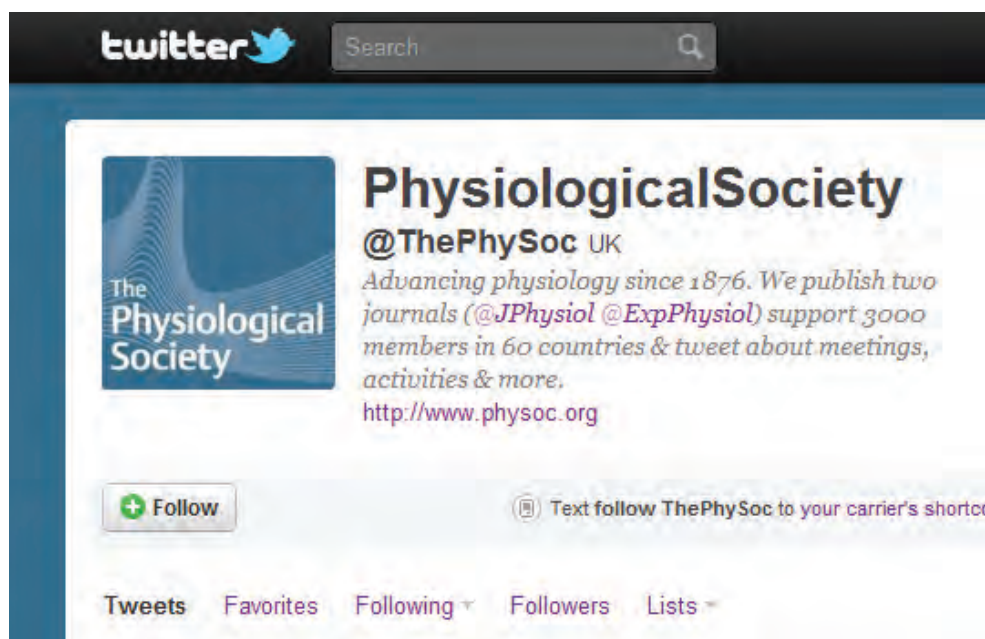 twitter
Search
The
Physiological
Society
PhysiologicalSociety
@ThePhySoc UK
Advancing physiology since 1876. We publish two
journals (@JPhysiol @ExpPhysiol) support 3000
members in 60 countries & tweet about meetings,
activities & more.
http://www.physoc.org
Follow
Text follow ThePhySoc to your carrier's shortco
Tweets Favorites Following Followers Lists